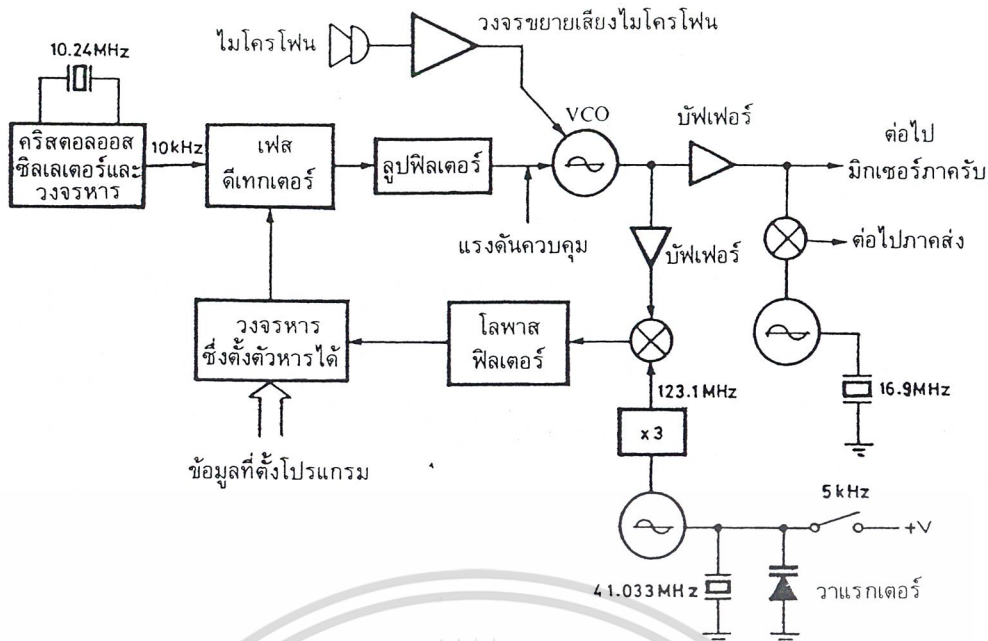 วงจรขยายเสียงไมโครโฟน
ไมโครโฟน
10.24MHz
VCO
บัฟเฟอร์
คริสตอลออส
ซิลเลเตอร์และ
วงจรหาร
10kHz
เฟส
ดีเทกเตอร์
ลูปฟิลเตอร์
ต่อไป
มิกเซอร์ภาครับ
แรงดันควบคุม
บัฟเฟอร์
ต่อไปภาคส่ง
วงจรหาร
ซึ่งตั้งตัวหารได้
โลพาส
ฟิลเตอร์
123.1MHz
16.9MHz
x3
ข้อมูลที่ตั้งโปรแกรม
5kHz
+V
41.033MHz
วาแรกเตอร์